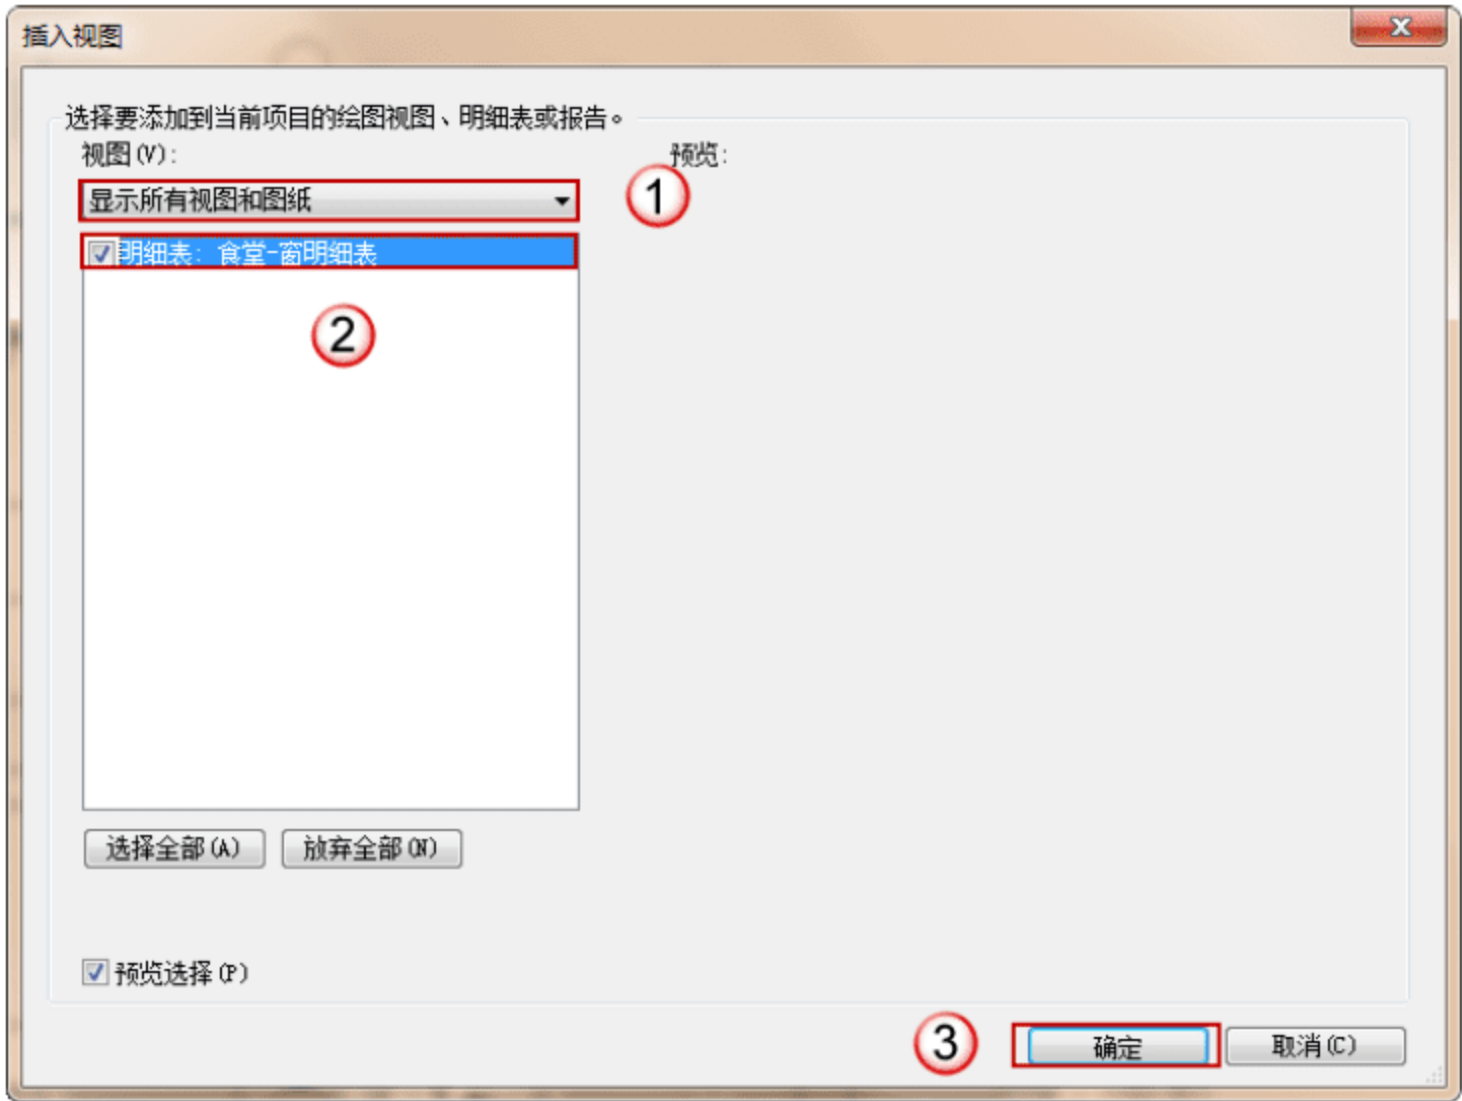 插入视图
选择要添加到当前项目的绘图视图、明细表或报告。
视图(V):
预览:
显示所有视图和图纸
1
明细表: 食堂-窗明细表
2
选择全部(A)
放弃全部(N)
预览选择(P)
3
确定
取消(C)